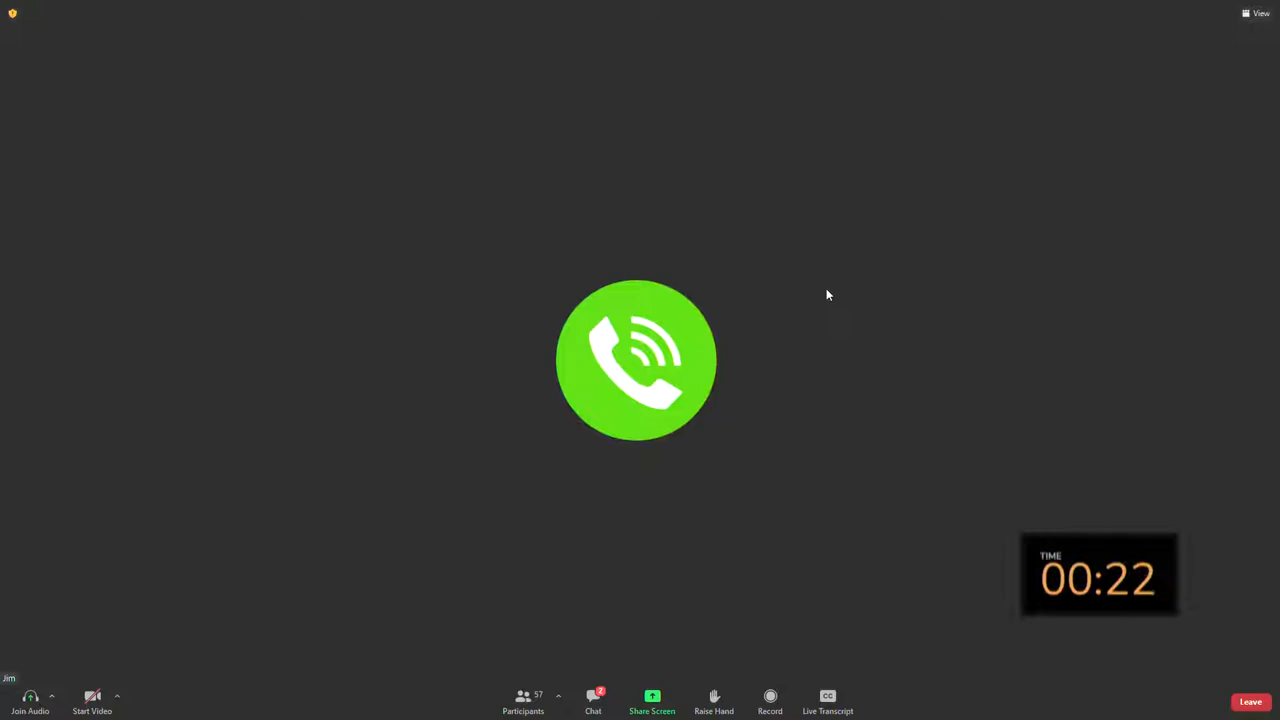 View
TIME
00:22
Jim
Join Audio
Start Video
57
Participants
2
Chat
Share Screen
Raise Hand
Record
CC
Live Transcript
Leave